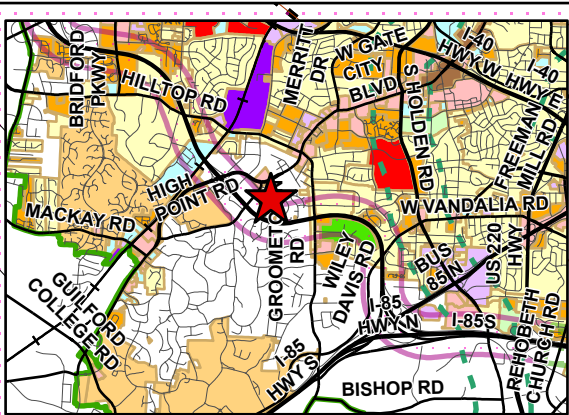 BRIDFORD
PKWY
HILLTOP RD
MERRITT
DR
W GATE
CITY
BLVD
S HOLDEN RD
I-40
HWY W
I-40
HWY E
FREEMAN
MILL RD
HIGH
POINT RD
MACKAY RD
GROOMETOWN
RD
W VANDALIA RD
WILEY
DAVIS RD
BUS
85 N
US 220
HWY
GUILFORD
COLLEGE RD
I-85
HWY N
I-85S
I-85
HWY S
REHOBETH
CHURCH RD
BISHOP RD